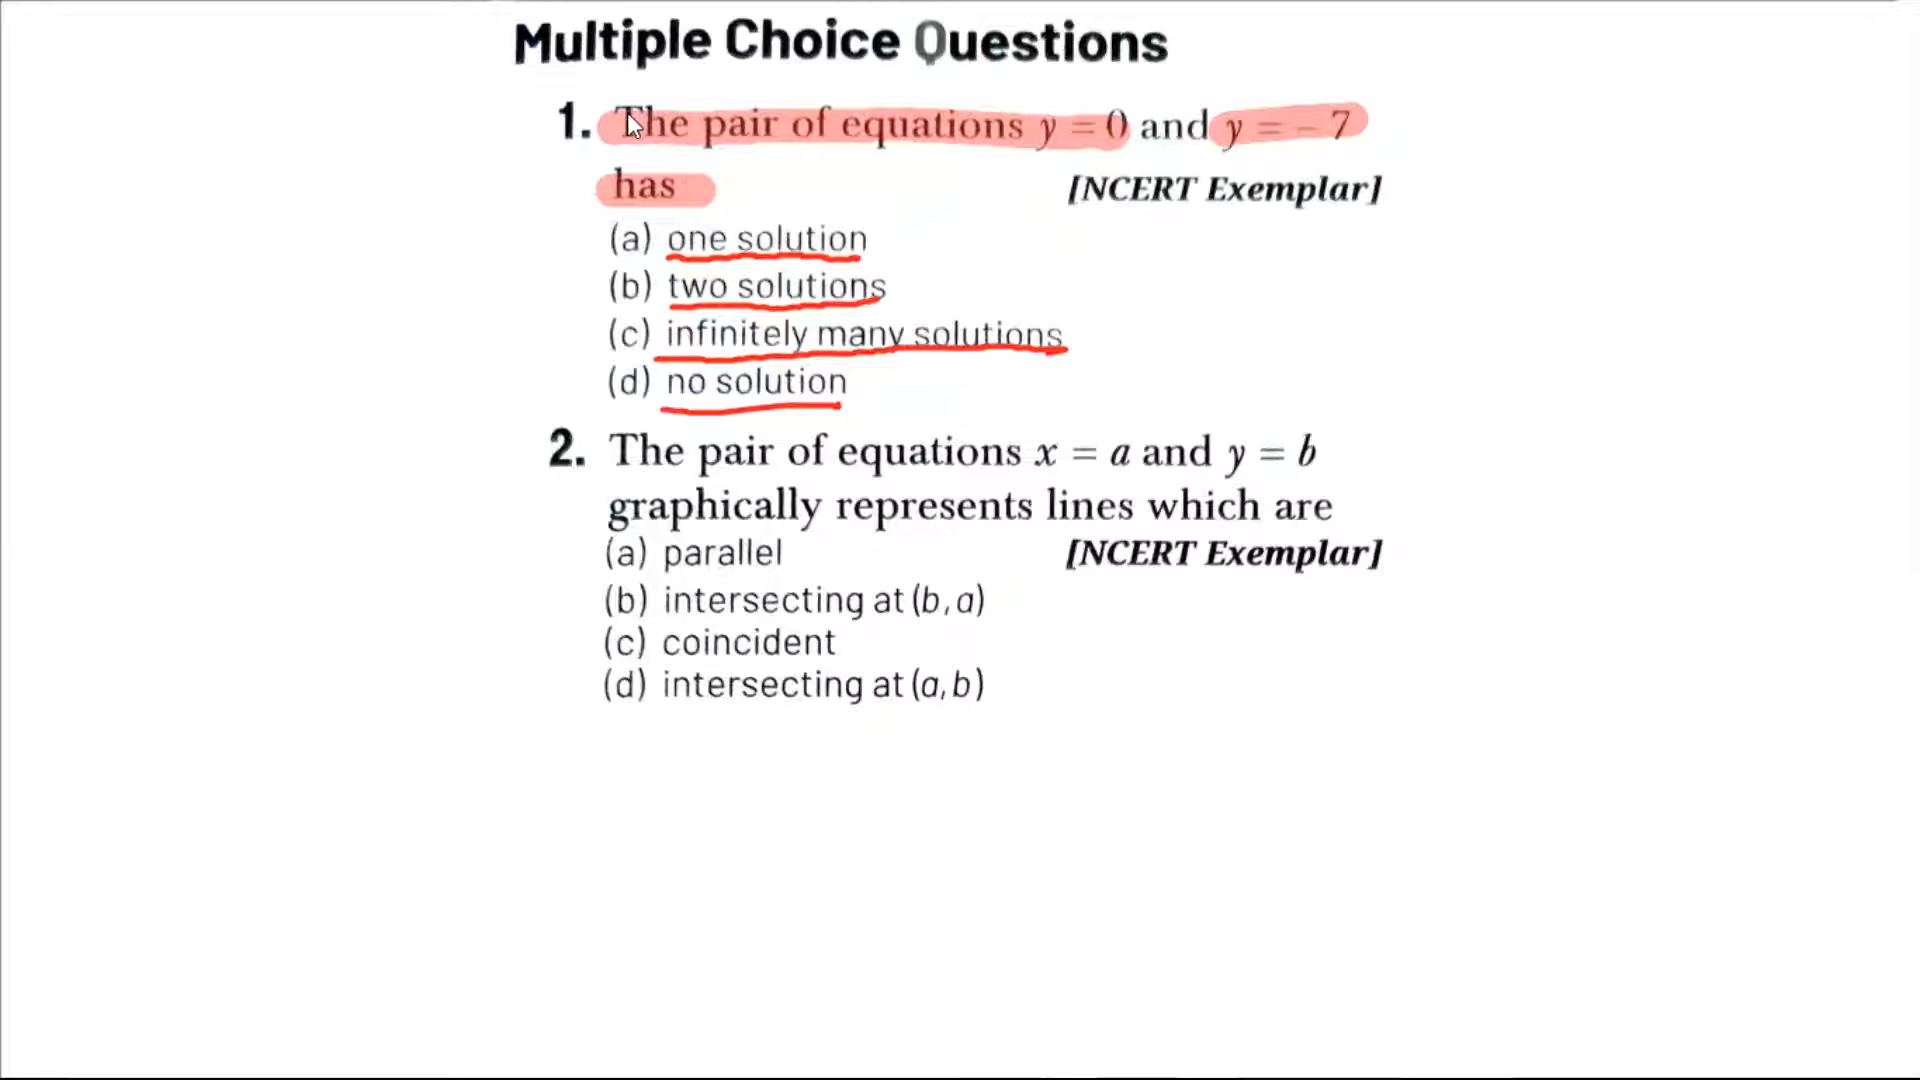 Multiple Choice Questions
1. The pair of equations y = 0 and y = – 7
has [NCERT Exemplar]
(a) one solution
(b) two solutions
(c) infinitely many solutions
(d) no solution
2. The pair of equations x = a and y = b
graphically represents lines which are
(a) parallel [NCERT Exemplar]
(b) intersecting at (b, a)
(c) coincident
(d) intersecting at (a, b)